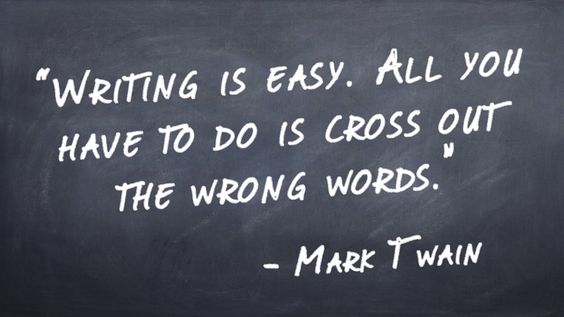 “WRITING IS EASY. ALL YOU
HAVE TO DO IS CROSS OUT
THE WRONG WORDS.”
- MARK TWAIN